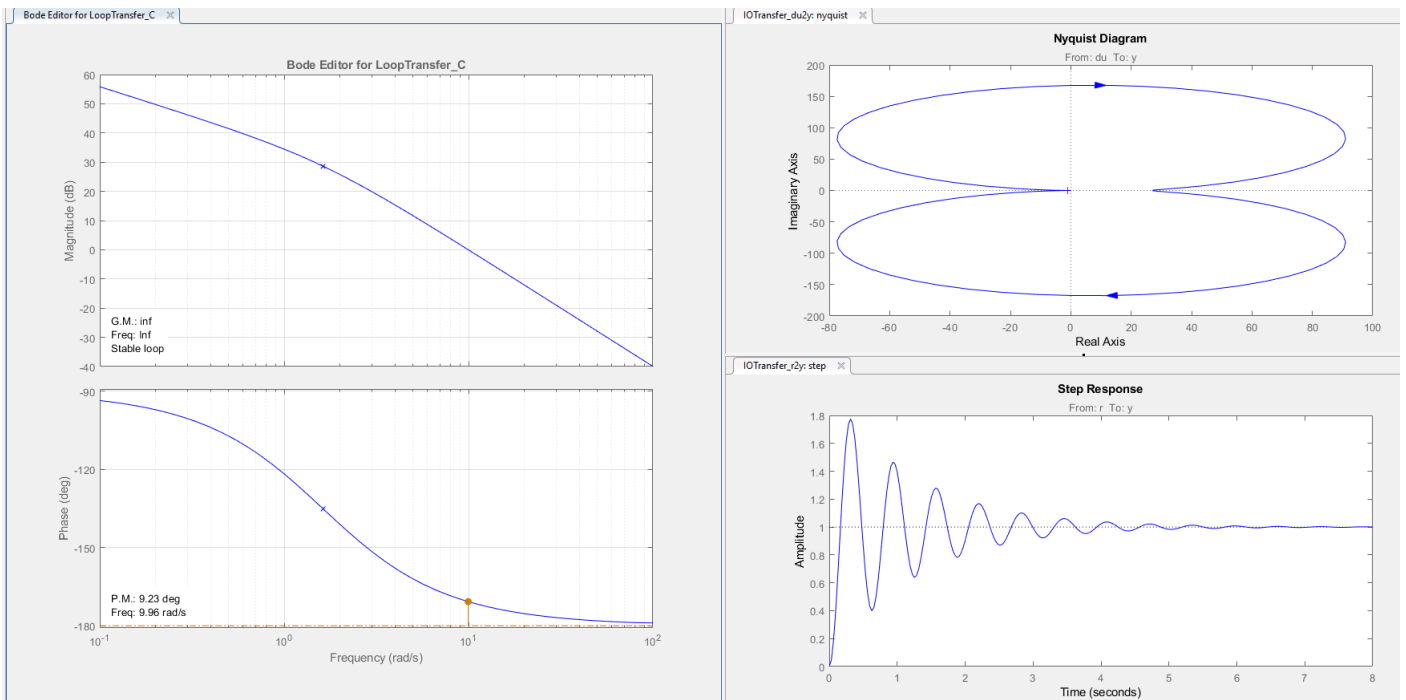 Bode Editor for LoopTransfer_C
Bode Editor for LoopTransfer_C
60
50
40
30
20
10
0
-10
-20
-30
-40
Magnitude (dB)
G.M.: inf
Freq: Inf
Stable loop
-90
-120
-150
-180
Phase (deg)
P.M.: 9.23 deg
Freq: 9.96 rad/s
10^-1 10^0 10^1 10^2
Frequency (rad/s)
IOTransfer_du2y: nyquist
Nyquist Diagram
From: du To: y
200
150
100
50
0
-50
-100
-150
-200
Imaginary Axis
-80 -60 -40 -20 0 20 40 60 80 100
Real Axis
IOTransfer_r2y: step
Step Response
From: r To: y
1.8
1.6
1.4
1.2
1
0.8
0.6
0.4
0.2
0
Amplitude
0 1 2 3 4 5 6 7 8
Time (seconds)